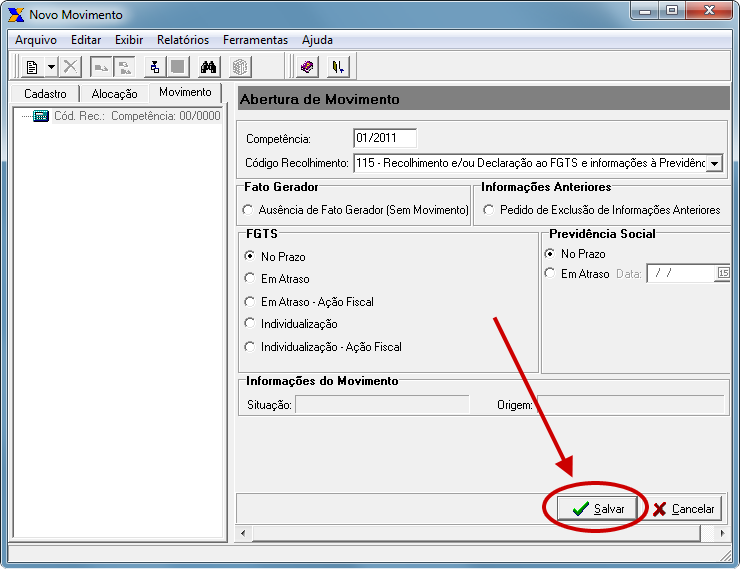 Novo Movimento
Arquivo Editar Exibir Relatórios Ferramentas Ajuda
Cadastro Alocação Movimento
Cód. Rec.: Competência: 00/0000
Abertura de Movimento
Competência: 01/2011
Código Recolhimento: 115 - Recolhimento e/ou Declaração ao FGTS e informações à Previdênc
Fato Gerador Informações Anteriores
Ausência de Fato Gerador (Sem Movimento) Pedido de Exclusão de Informações Anteriores
FGTS Previdência Social
No Prazo No Prazo
Em Atraso Em Atraso Data: / / 15
Em Atraso - Ação Fiscal
Individualização
Individualização - Ação Fiscal
Informações do Movimento
Situação: Origem:
Salvar Cancelar